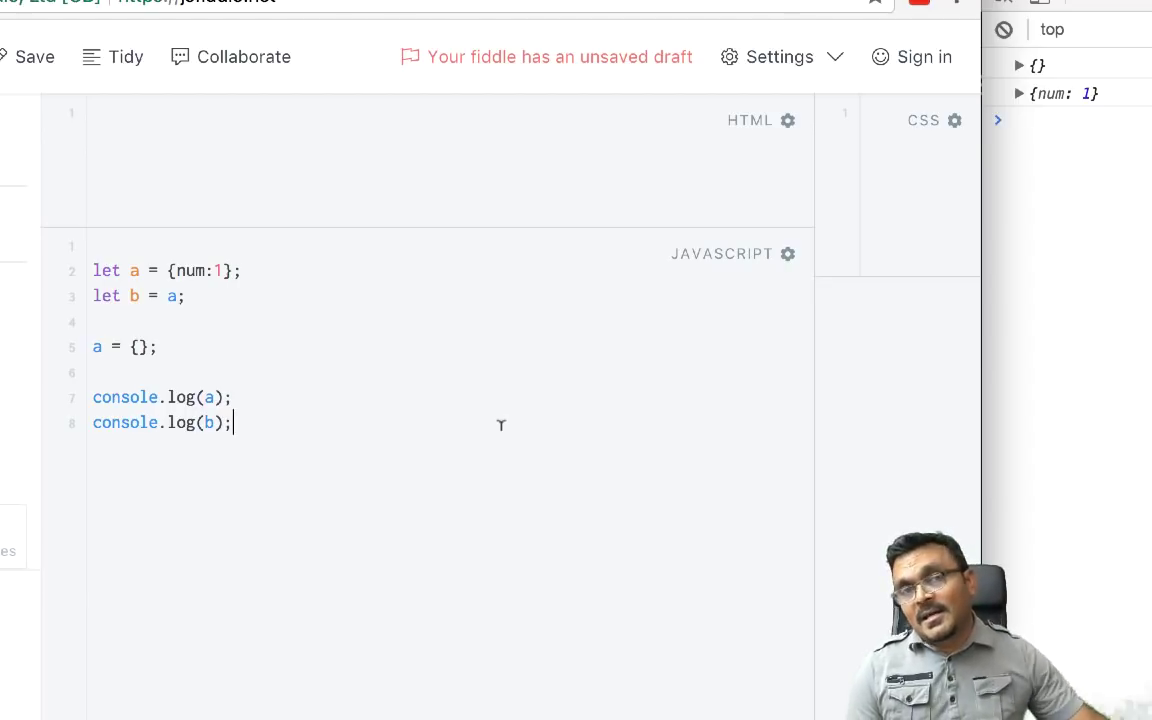 Save
Tidy
Collaborate
Your fiddle has an unsaved draft
Settings
Sign in
top
{}
{num: 1}
>
1
HTML
1
CSS
JAVASCRIPT
1
2 let a = {num:1};
3 let b = a;
4
5 a = {};
6
7 console.log(a);
8 console.log(b);
es